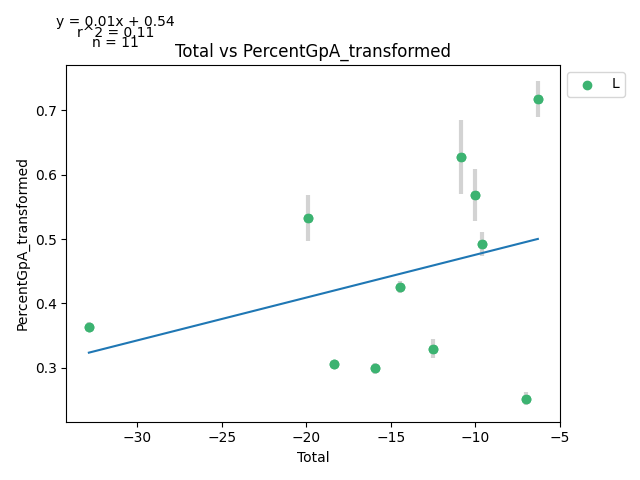 y = 0.01x + 0.54
r^2 = 0.11
n = 11
Total vs PercentGpA_transformed
L
PercentGpA_transformed
0.7
0.6
0.5
0.4
0.3
−30
−25
−20
−15
−10
−5
Total